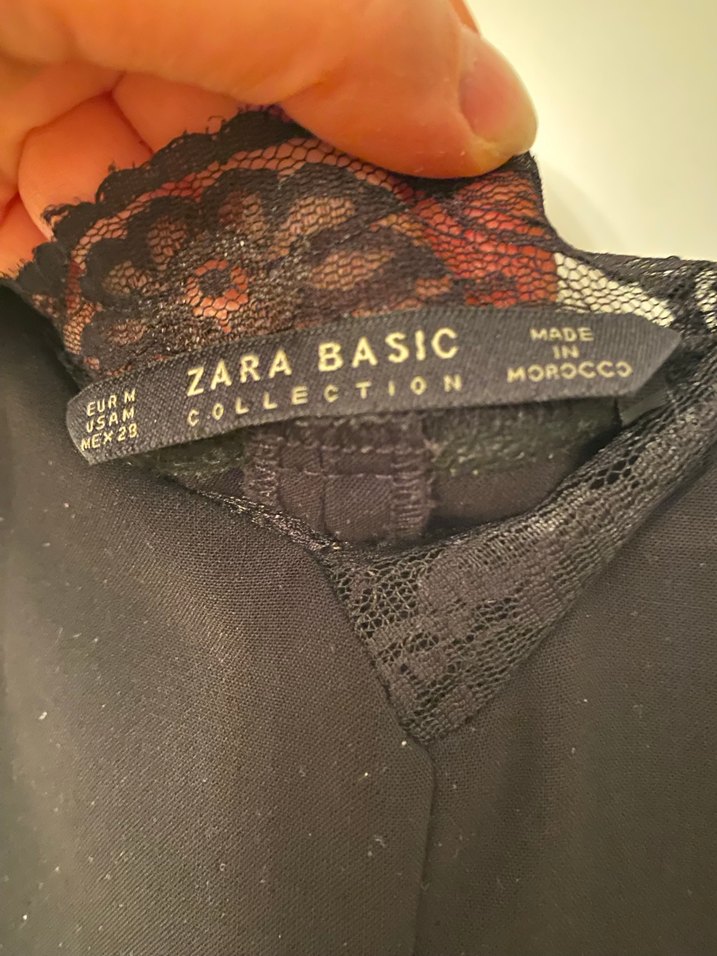 EUR M
USA M
MEX 28
ZARA BASIC
COLLECTION
MADE
IN
MOROCCO